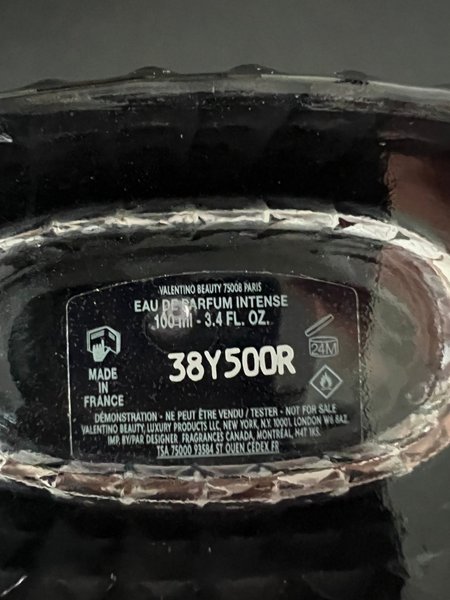 VALENTINO BEAUTY 75008 PARIS
EAU DE PARFUM INTENSE
100 ml - 3.4 FL. OZ.
24M
38Y500R
MADE
IN
FRANCE
DÉMONSTRATION - NE PEUT ÊTRE VENDU / TESTER - NOT FOR SALE
VALENTINO BEAUTY, LUXURY PRODUCTS LLC, NEW YORK, N.Y. 10001. LONDON W6 8AZ.
IMP. BY/PAR DESIGNER FRAGRANCES CANADA, MONTRÉAL, H4T 1K5.
TSA 75000 93584 ST OUEN CÉDEX FR